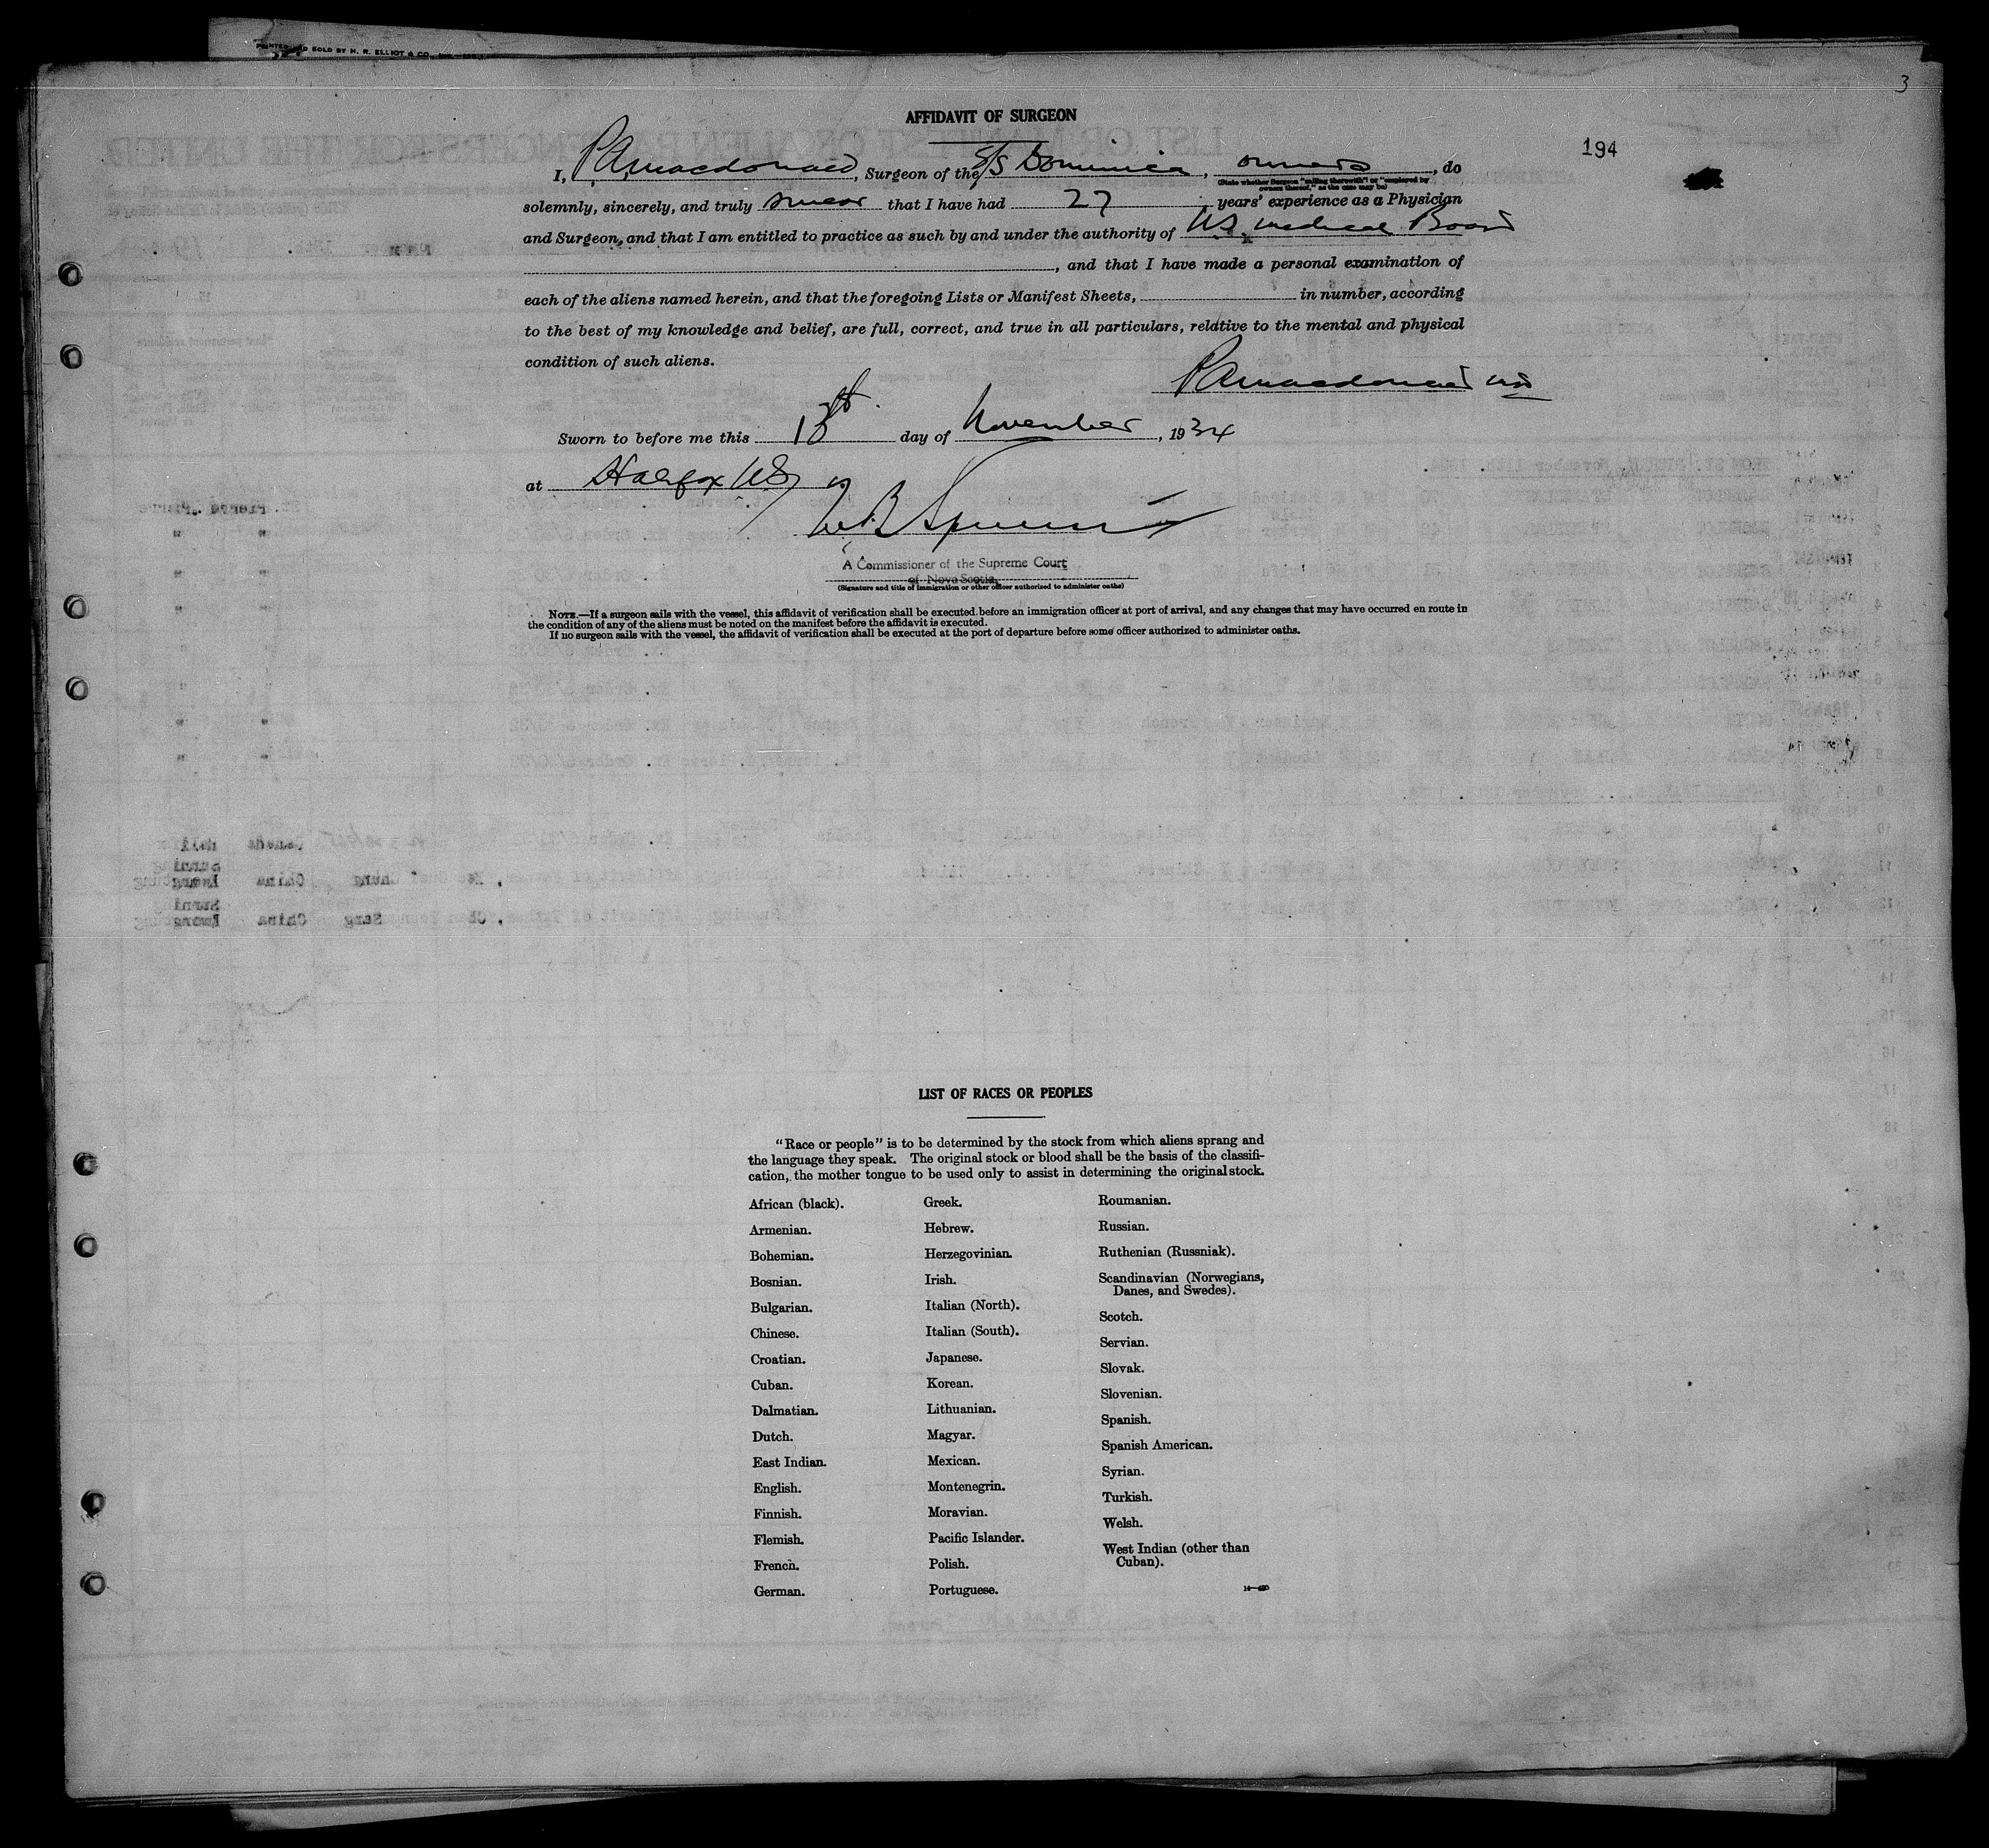 PRINTED AND SOLD BY H. R. ELLIOT & CO.
3
AFFIDAVIT OF SURGEON
194
I, P.A. Macdonald, Surgeon of the S/S Dominica, owners, do
(State whether Surgeon "sailing therewith" or "employed by
owners thereof," as the case may be)
solemnly, sincerely, and truly swear that I have had 27 years' experience as a Physician
and Surgeon, and that I am entitled to practice as such by and under the authority of N.S. Medical Board
, and that I have made a personal examination of
each of the aliens named herein, and that the foregoing Lists or Manifest Sheets, in number, according
to the best of my knowledge and belief, are full, correct, and true in all particulars, relative to the mental and physical
condition of such aliens.
PA Macdonald MD
Sworn to before me this 13th day of November, 1934
at Halifax NS
A Commissioner of the Supreme Court
of Nova Scotia
(Signature and title of immigration or other officer authorized to administer oaths)
NOTE.—If a surgeon sails with the vessel, this affidavit of verification shall be executed before an immigration officer at port of arrival, and any changes that may have occurred en route in
the condition of any of the aliens must be noted on the manifest before the affidavit is executed.
If no surgeon sails with the vessel, the affidavit of verification shall be executed at the port of departure before some officer authorized to administer oaths.
LIST OF RACES OR PEOPLES
"Race or people" is to be determined by the stock from which aliens sprang and
the language they speak. The original stock or blood shall be the basis of the classifi-
cation, the mother tongue to be used only to assist in determining the original stock.
African (black).
Armenian.
Bohemian.
Bosnian.
Bulgarian.
Chinese.
Croatian.
Cuban.
Dalmatian.
Dutch.
East Indian.
English.
Finnish.
Flemish.
French.
German.
Greek.
Hebrew.
Herzegovinian.
Irish.
Italian (North).
Italian (South).
Japanese.
Korean.
Lithuanian.
Magyar.
Mexican.
Montenegrin.
Moravian.
Pacific Islander.
Polish.
Portuguese.
Roumanian.
Russian.
Ruthenian (Russniak).
Scandinavian (Norwegians,
Danes, and Swedes).
Scotch.
Servian.
Slovak.
Slovenian.
Spanish.
Spanish American.
Syrian.
Turkish.
Welsh.
West Indian (other than
Cuban).